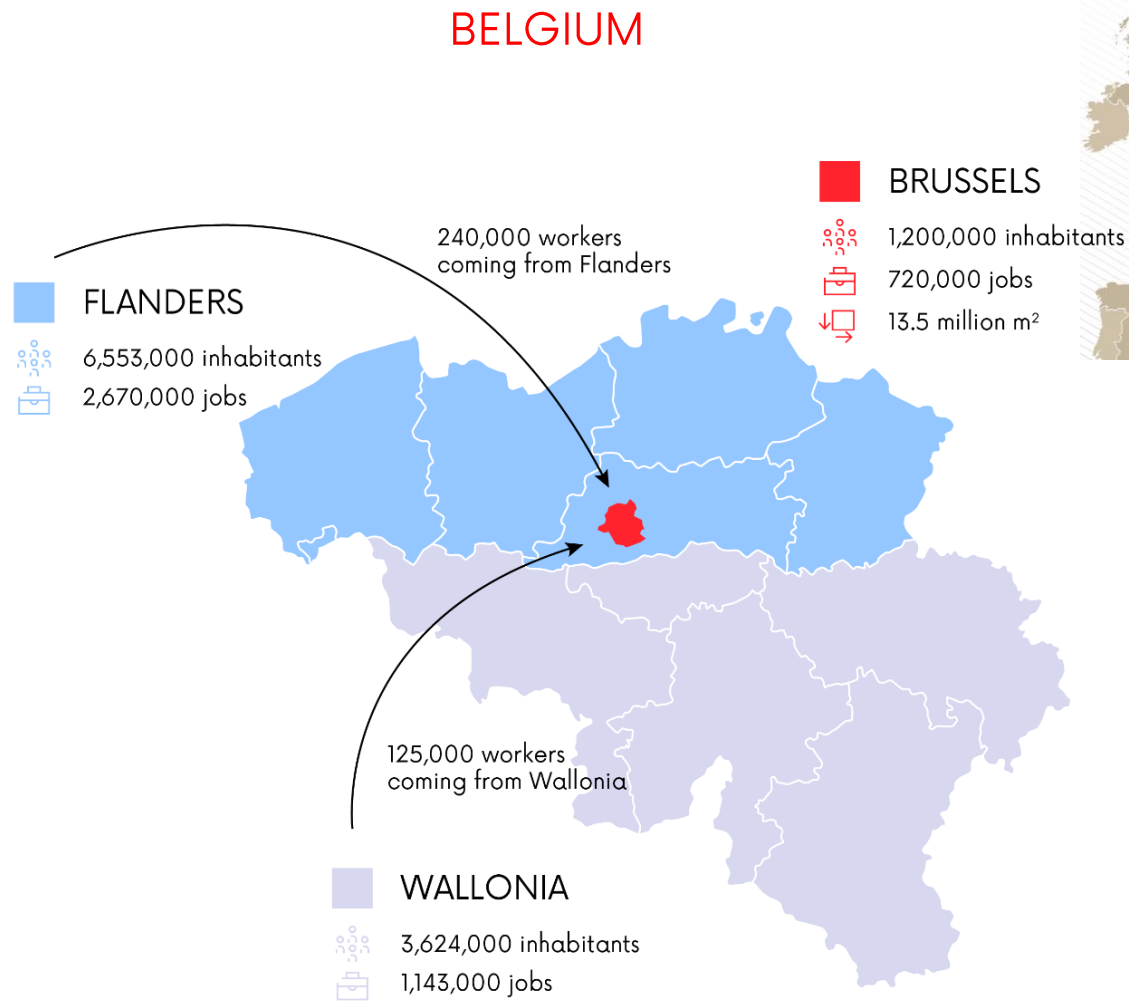 BELGIUM
BRUSSELS
1,200,000 inhabitants
720,000 jobs
13.5 million m²
240,000 workers
coming from Flanders
FLANDERS
6,553,000 inhabitants
2,670,000 jobs
125,000 workers
coming from Wallonia
WALLONIA
3,624,000 inhabitants
1,143,000 jobs